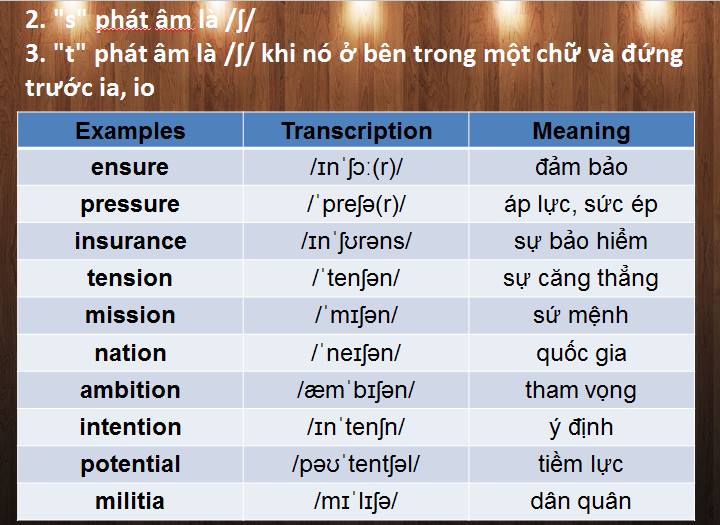 2. "s" phát âm là /ʃ/
3. "t" phát âm là /ʃ/ khi nó ở bên trong một chữ và đứng
trước ia, io
Examples Transcription Meaning
ensure /ɪnˈʃɔː(r)/ đảm bảo
pressure /ˈpreʃə(r)/ áp lực, sức ép
insurance /ɪnˈʃʊrəns/ sự bảo hiểm
tension /ˈtenʃən/ sự căng thẳng
mission /ˈmɪʃən/ sứ mệnh
nation /ˈneɪʃən/ quốc gia
ambition /æmˈbɪʃən/ tham vọng
intention /ɪnˈtenʃn/ ý định
potential /pəʊˈtentʃəl/ tiềm lực
militia /mɪˈlɪʃə/ dân quân